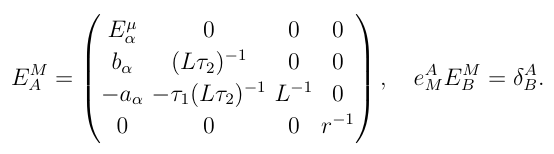 E_A^M = \begin{pmatrix} E_\alpha^\mu & 0 & 0 & 0 \\ b_\alpha & (L\tau_2)^{-1} & 0 & 0 \\ -a_\alpha & -\tau_1(L\tau_2)^{-1} & L^{-1} & 0 \\ 0 & 0 & 0 & r^{-1} \end{pmatrix}, \quad e_M^A E_B^M = \delta_B^A.